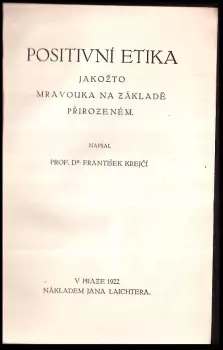 POSITIVNÍ ETIKA
JAKOŽTO
MRAVOUKA NA ZÁKLADĚ
PŘIROZENÉM.
NAPSAL
PROF. DR· FRANTIŠEK KREJČÍ
V PRAZE 1922
NÁKLADEM JANA LAICHTERA.